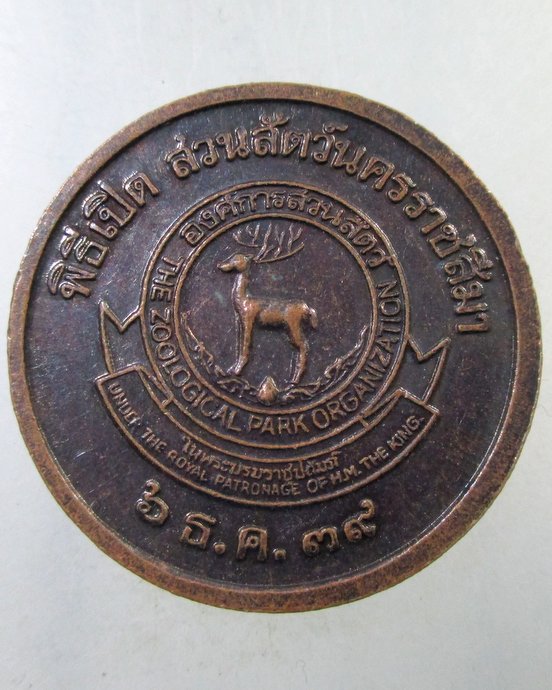 พิธีเปิด สวนสัตว์นครราชสีมา
องค์การสวนสัตว์
THE ZOOLOGICAL PARK ORGANIZATION
ในพระบรมราชูปถัมภ์
UNDER THE ROYAL PATRONAGE OF H.M. THE KING.
๖ ธ.ค. ๓๙